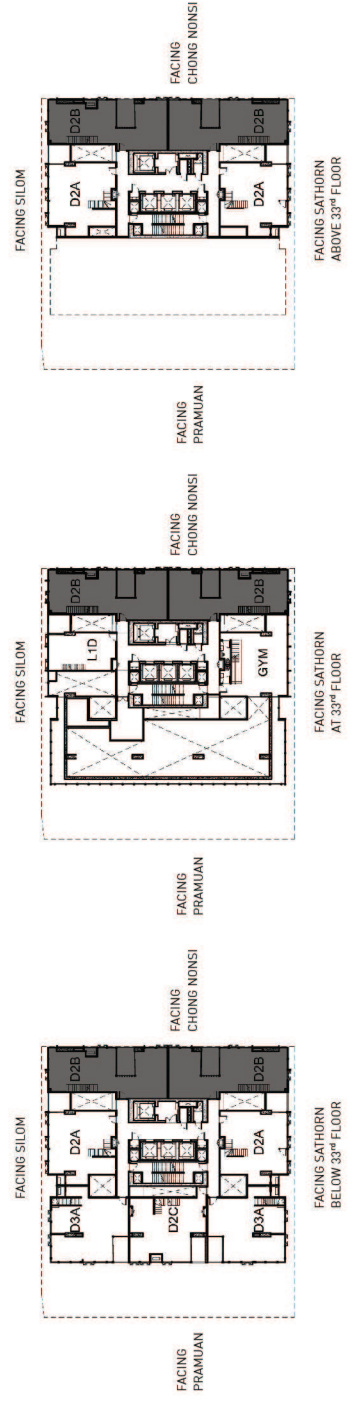 FACING SILOM
D2A
D2B
FACING
CHONG NONSI
D2A
D2B
FACING
PRAMUAN
FACING SATHORN
ABOVE 33rd FLOOR
FACING SILOM
L1D
D2B
FACING
CHONG NONSI
GYM
D2B
FACING
PRAMUAN
FACING SATHORN
AT 33rd FLOOR
FACING SILOM
D3A
D2A
D2B
FACING
CHONG NONSI
D2C
D3A
D2A
D2B
FACING
PRAMUAN
FACING SATHORN
BELOW 33rd FLOOR